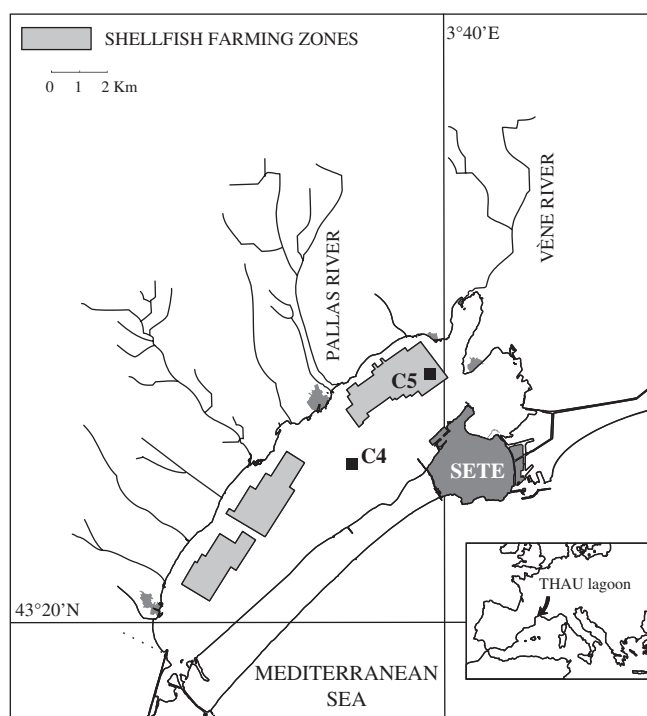 SHELLFISH FARMING ZONES
3°40'E
0 1 2 Km
PALLAS RIVER
VÈNE RIVER
C5
C4
SETE
THAU lagoon
43°20'N
MEDITERRANEAN
SEA